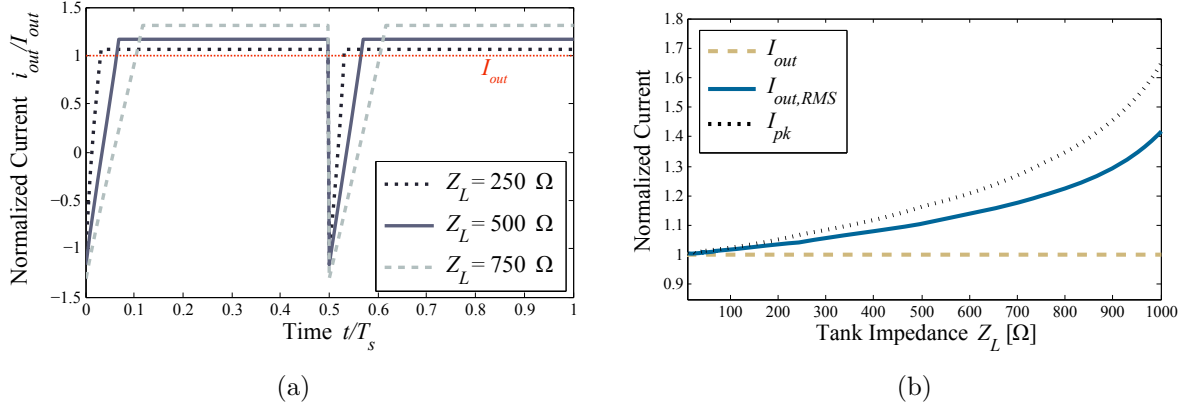 1.5
1
0.5
0
−0.5
−1
−1.5
Normalized Current i_out/I_out
I_out
Z_L = 250 Ω
Z_L = 500 Ω
Z_L = 750 Ω
0 0.1 0.2 0.3 0.4 0.5 0.6 0.7 0.8 0.9 1
Time t/T_s
(a)
1.8
1.7
1.6
1.5
1.4
1.3
1.2
1.1
1
0.9
Normalized Current
I_out
I_out,RMS
I_pk
100 200 300 400 500 600 700 800 900 1000
Tank Impedance Z_L [Ω]
(b)